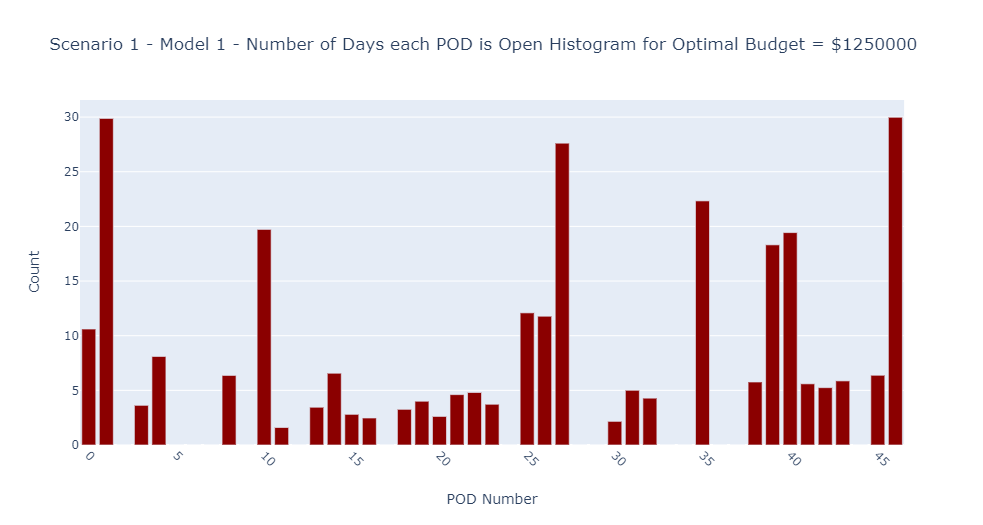 Scenario 1 - Model 1 - Number of Days each POD is Open Histogram for Optimal Budget = $1250000
30
25
20
15
10
5
0
Count
0 5 10 15 20 25 30 35 40 45
POD Number